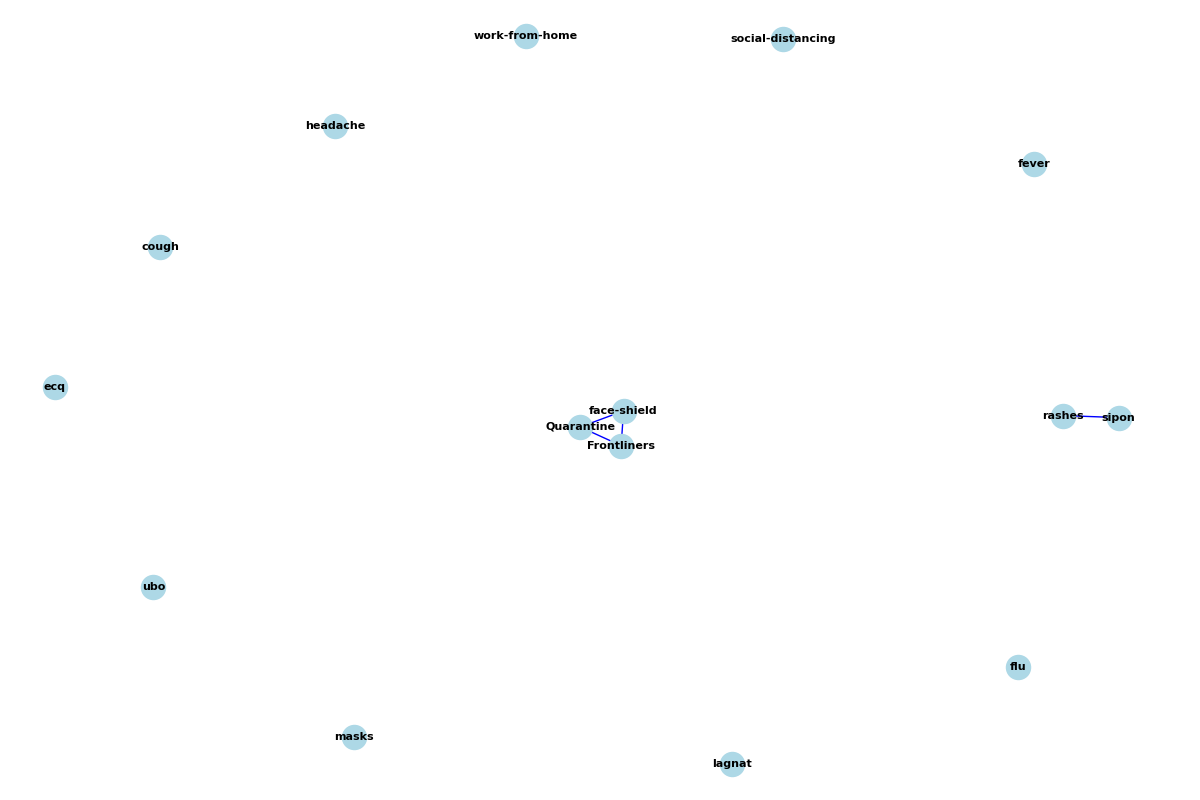 work-from-home
social-distancing
headache
fever
cough
ecq
face-shield
Quarantine
Frontliners
rashes
sipon
ubo
flu
masks
lagnat